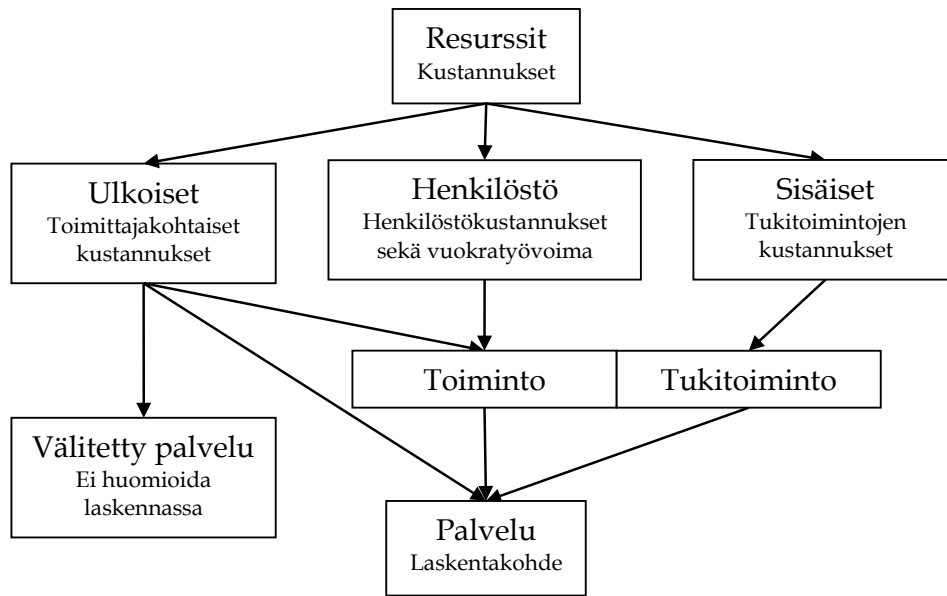 Resurssit
Kustannukset
Ulkoiset
Toimittajakohtaiset
kustannukset
Henkilöstö
Henkilöstökustannukset
sekä vuokratyövoima
Sisäiset
Tukitoimintojen
kustannukset
Toiminto
Tukitoiminto
Välitetty palvelu
Ei huomioida
laskennassa
Palvelu
Laskentakohde